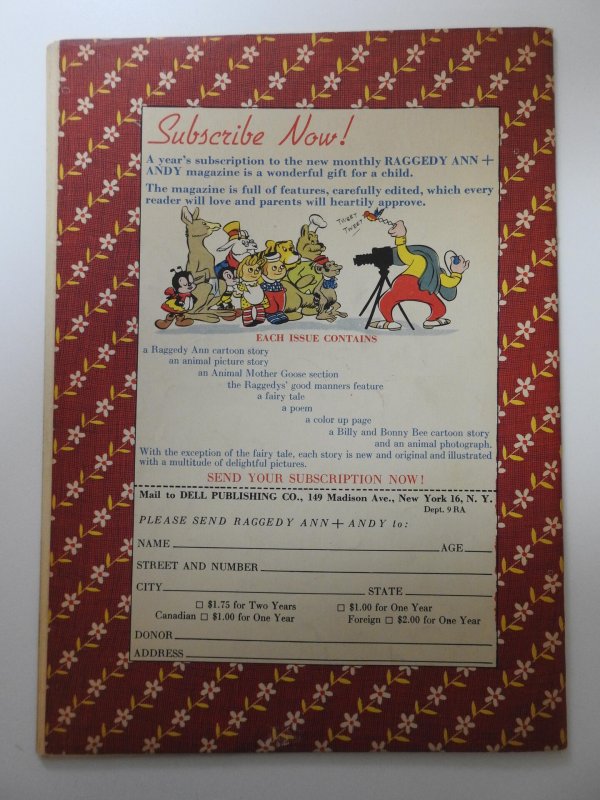 Subscribe Now!
A year's subscription to the new monthly RAGGEDY ANN +
ANDY magazine is a wonderful gift for a child.
The magazine is full of features, carefully edited, which every
reader will love and parents will heartily approve.
TWEET
TWEET
EACH ISSUE CONTAINS
a Raggedy Ann cartoon story
an animal picture story
an Animal Mother Goose section
the Raggedys' good manners feature
a fairy tale
a poem
a color up page
a Billy and Bonny Bee cartoon story
and an animal photograph.
With the exception of the fairy tale, each story is new and original and illustrated
with a multitude of delightful pictures.
SEND YOUR SUBSCRIPTION NOW!
Mail to DELL PUBLISHING CO., 149 Madison Ave., New York 16, N. Y.
Dept. 9 RA
PLEASE SEND RAGGEDY ANN + ANDY to:
NAME AGE
STREET AND NUMBER
CITY STATE
$1.75 for Two Years $1.00 for One Year
Canadian $1.00 for One Year Foreign $2.00 for One Year
DONOR
ADDRESS